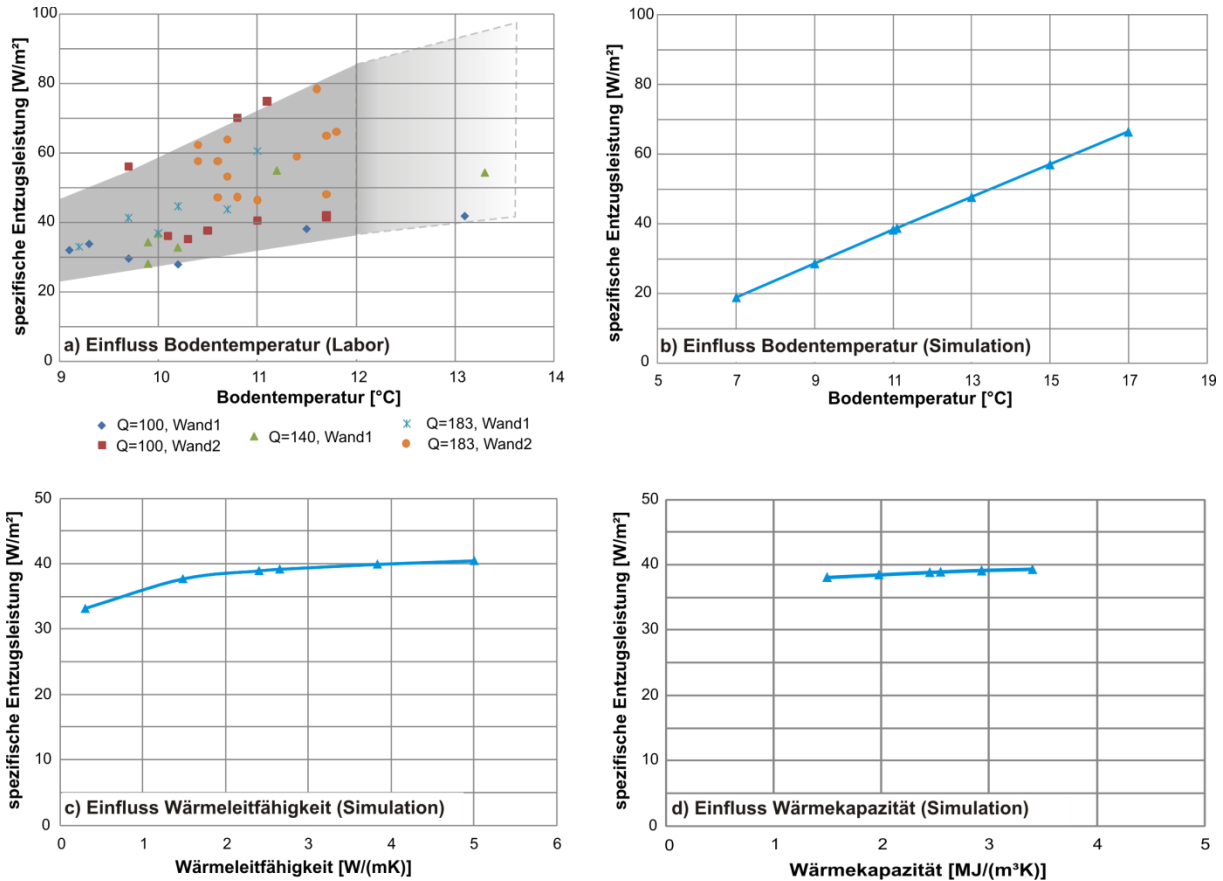 spezifische Entzugsleistung [W/m²]
100
80
60
40
20
0
a) Einfluss Bodentemperatur (Labor)
9 10 11 12 13 14
Bodentemperatur [°C]
Q=100, Wand1
Q=100, Wand2
Q=140, Wand1
Q=183, Wand1
Q=183, Wand2
spezifische Entzugsleistung [W/m²]
100
80
60
40
20
0
b) Einfluss Bodentemperatur (Simulation)
5 7 9 11 13 15 17 19
Bodentemperatur [°C]
spezifische Entzugsleistung [W/m²]
50
40
30
20
10
0
c) Einfluss Wärmeleitfähigkeit (Simulation)
0 1 2 3 4 5 6
Wärmeleitfähigkeit [W/(mK)]
spezifische Entzugsleistung [W/m²]
50
40
30
20
10
0
d) Einfluss Wärmekapazität (Simulation)
0 1 2 3 4 5
Wärmekapazität [MJ/(m³K)]